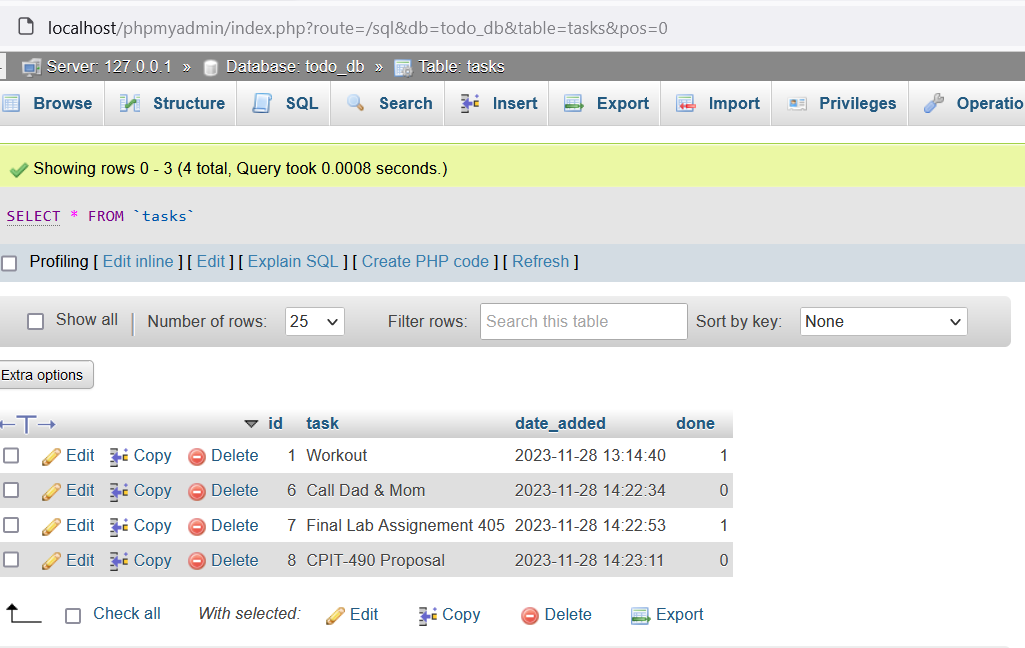 localhost/phpmyadmin/index.php?route=/sql&db=todo_db&table=tasks&pos=0
Server: 127.0.0.1 » Database: todo_db » Table: tasks
Browse Structure SQL Search Insert Export Import Privileges Operatio
Showing rows 0 - 3 (4 total, Query took 0.0008 seconds.)
SELECT * FROM `tasks`
Profiling [ Edit inline ] [ Edit ] [ Explain SQL ] [ Create PHP code ] [ Refresh ]
Show all | Number of rows: 25 Filter rows: Search this table Sort by key: None
Extra options
←T→ id task date_added done
Edit Copy Delete 1 Workout 2023-11-28 13:14:40 1
Edit Copy Delete 6 Call Dad & Mom 2023-11-28 14:22:34 0
Edit Copy Delete 7 Final Lab Assignement 405 2023-11-28 14:22:53 1
Edit Copy Delete 8 CPIT-490 Proposal 2023-11-28 14:23:11 0
Check all With selected: Edit Copy Delete Export